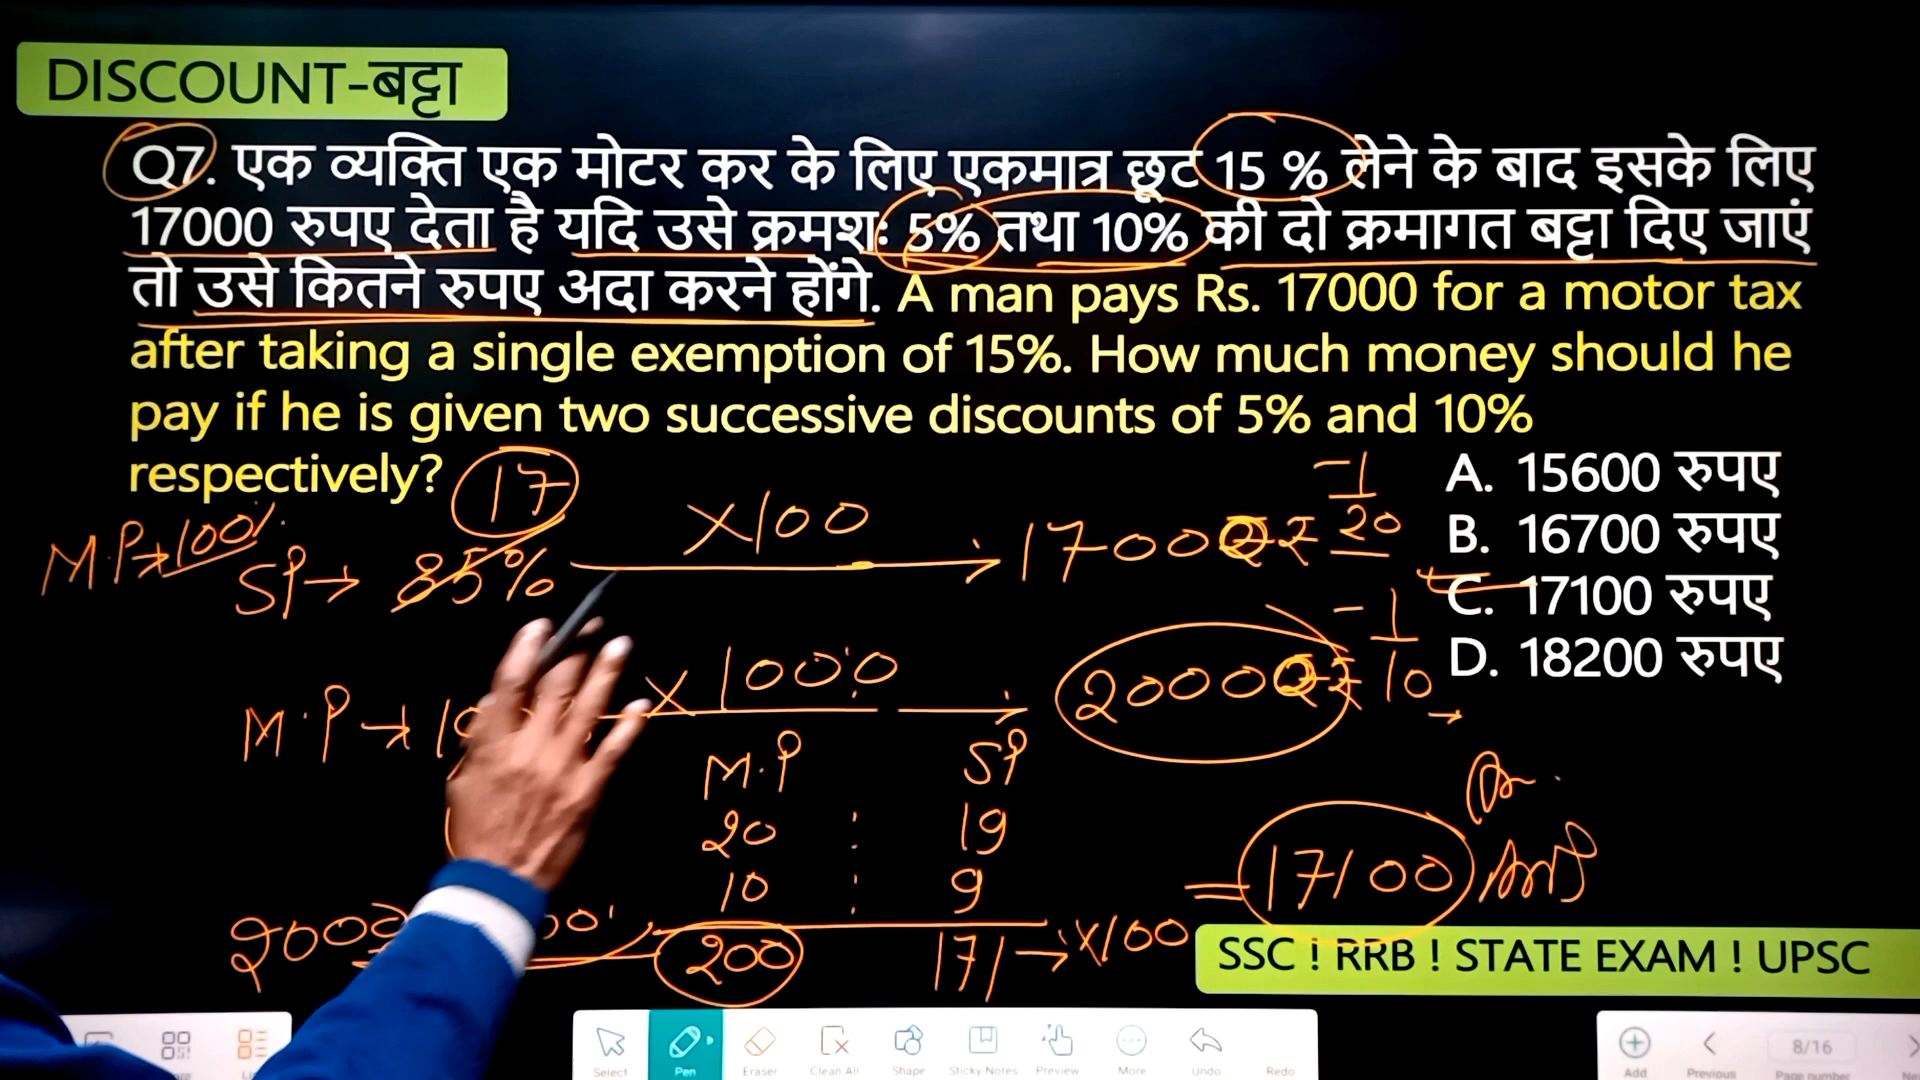 DISCOUNT-बट्टा
Q7. एक व्यक्ति एक मोटर कर के लिए एकमात्र छूट 15 % लेने के बाद इसके लिए
17000 रुपए देता है यदि उसे क्रमशः 5% तथा 10% की दो क्रमागत बट्टा दिए जाएं
तो उसे कितने रुपए अदा करने होंगे. A man pays Rs. 17000 for a motor tax
after taking a single exemption of 15%. How much money should he
pay if he is given two successive discounts of 5% and 10%
respectively?
A. 15600 रुपए
B. 16700 रुपए
C. 17100 रुपए
D. 18200 रुपए
17
M.P→100%
SP→ 85% ×100 → 17000
-1
20
M.P→ ×1000 → 20000
-1
10
M.P SP
20 : 19
10 : 9
200 171→×100
=17100 Ans
SSC ! RRB ! STATE EXAM ! UPSC
Select Pen Eraser Clean All Shape Sticky Notes Preview More Undo Redo
Add Previous 8/16 Page number